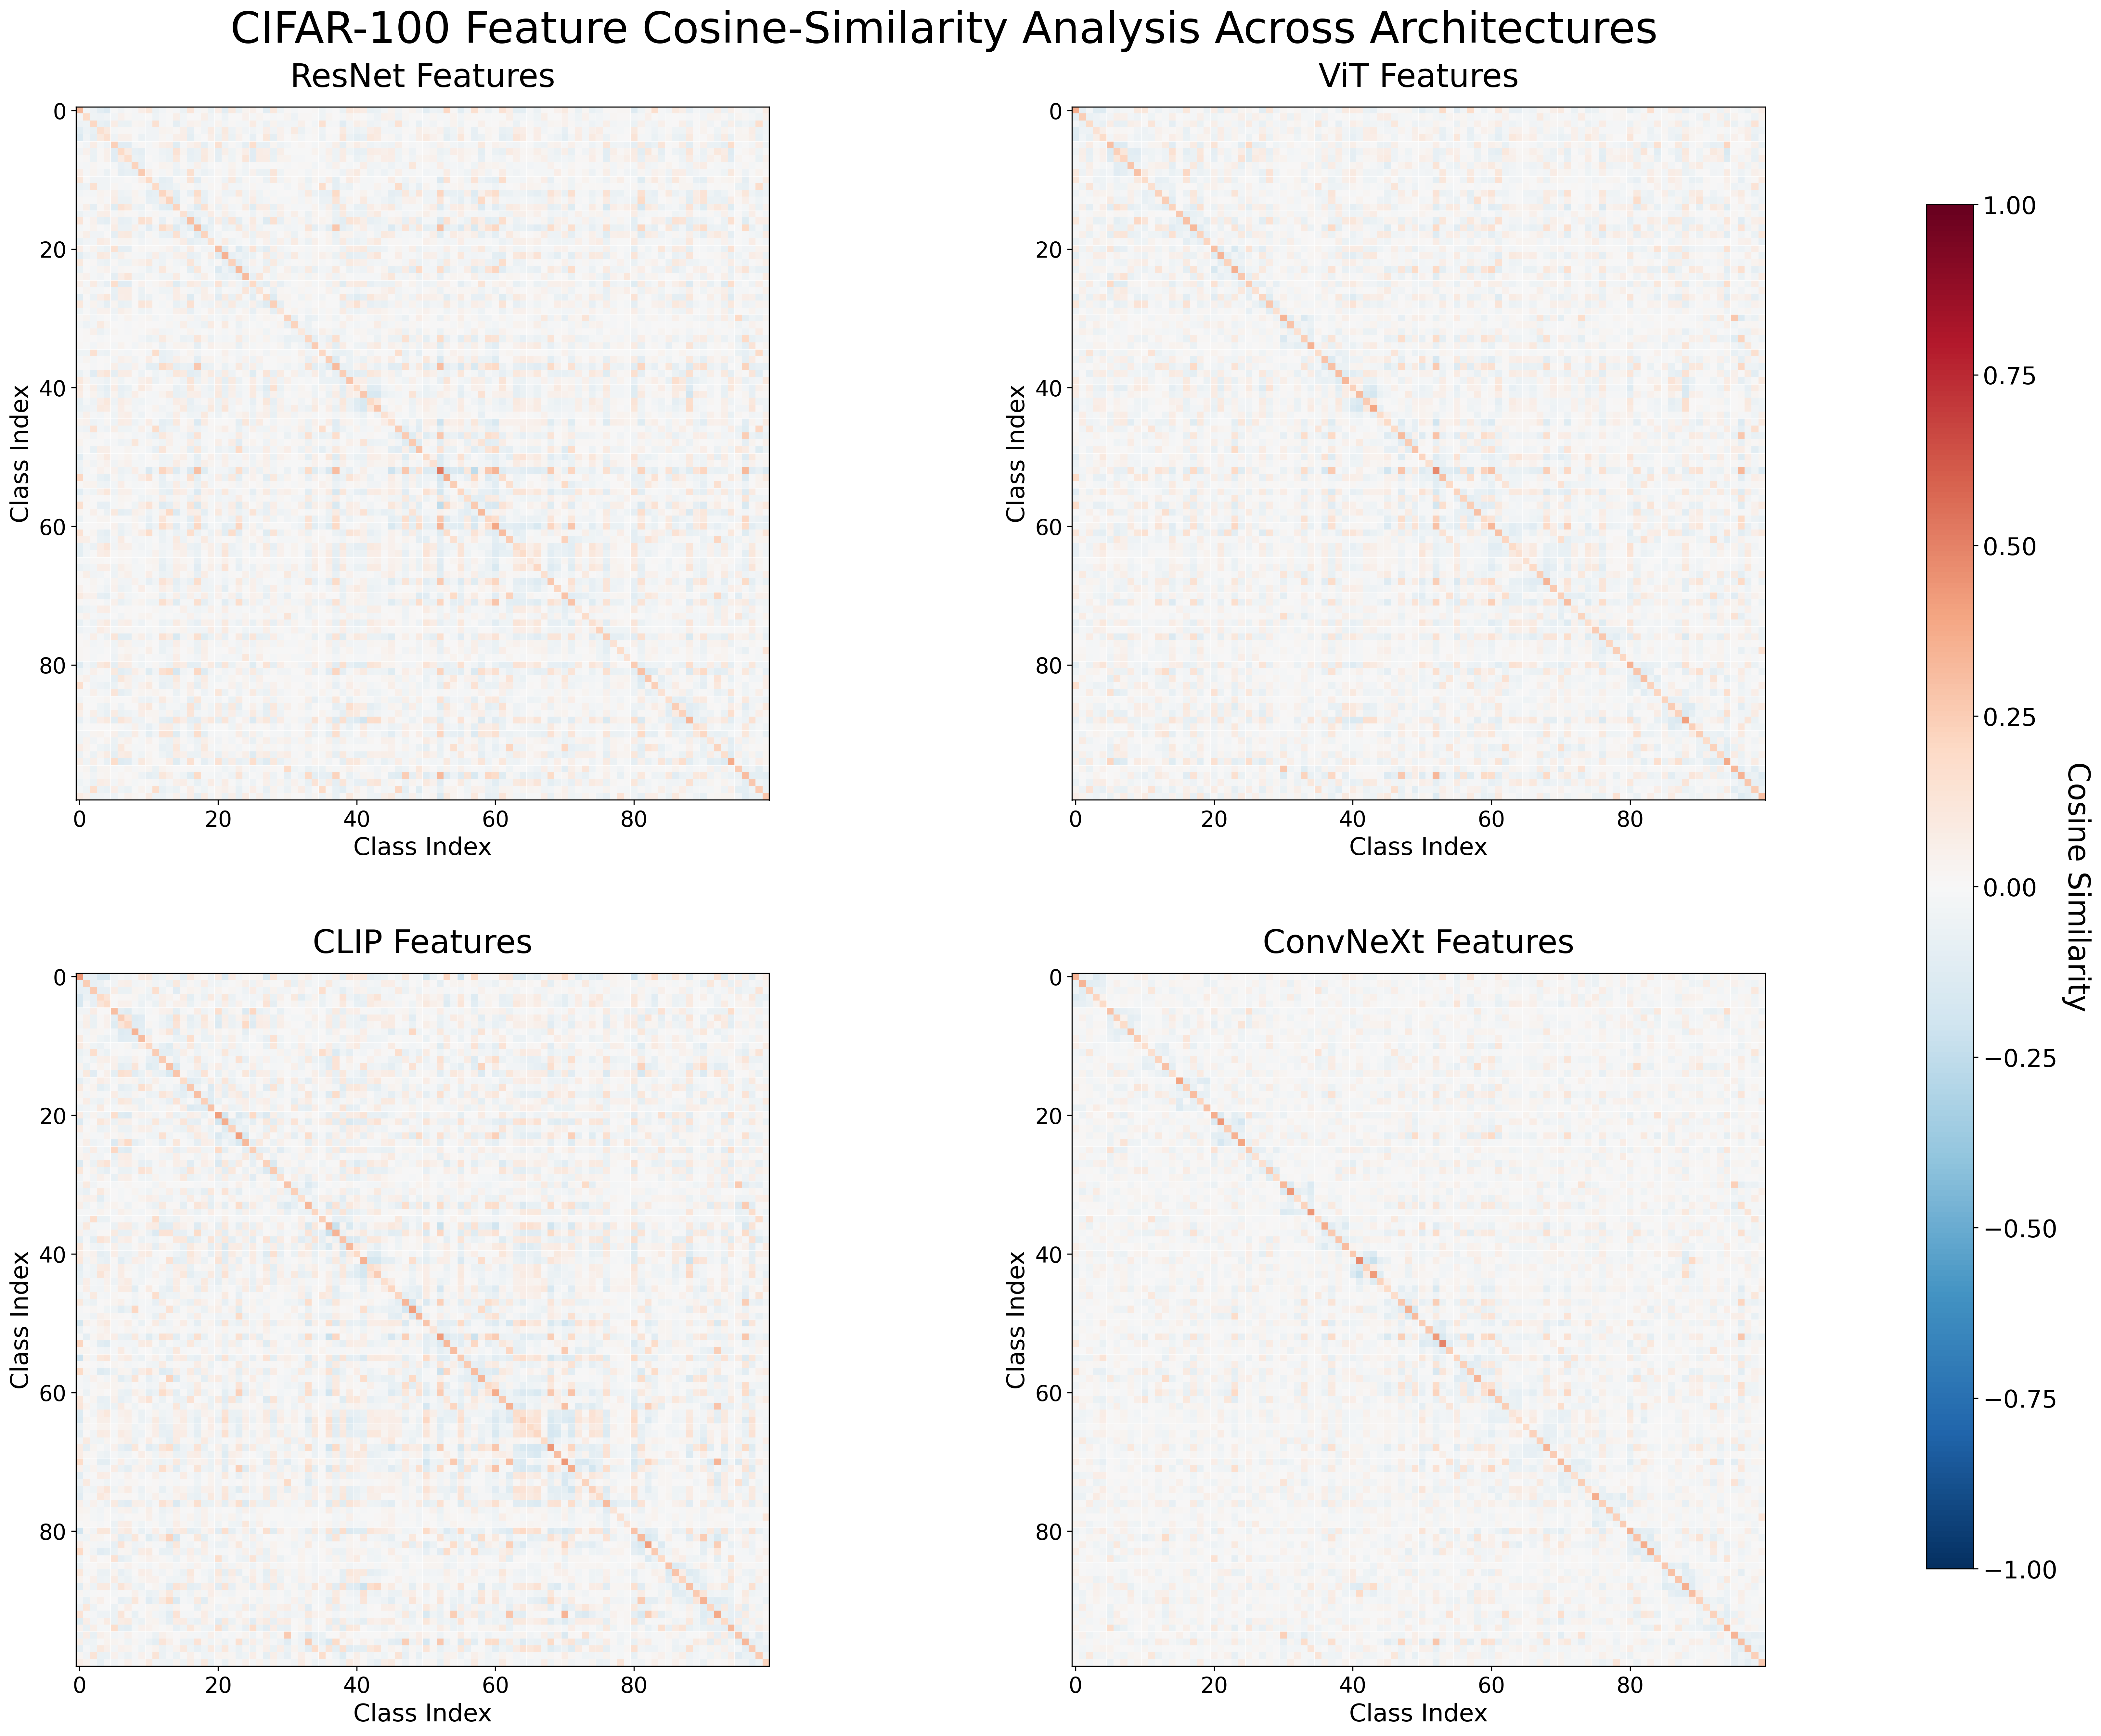 CIFAR-100 Feature Cosine-Similarity Analysis Across Architectures
ResNet Features
0
20
40
60
80
Class Index
0 20 40 60 80
Class Index
ViT Features
0
20
40
60
80
Class Index
0 20 40 60 80
Class Index
CLIP Features
0
20
40
60
80
Class Index
0 20 40 60 80
Class Index
ConvNeXt Features
0
20
40
60
80
Class Index
0 20 40 60 80
Class Index
1.00
0.75
0.50
0.25
0.00
−0.25
−0.50
−0.75
−1.00
Cosine Similarity